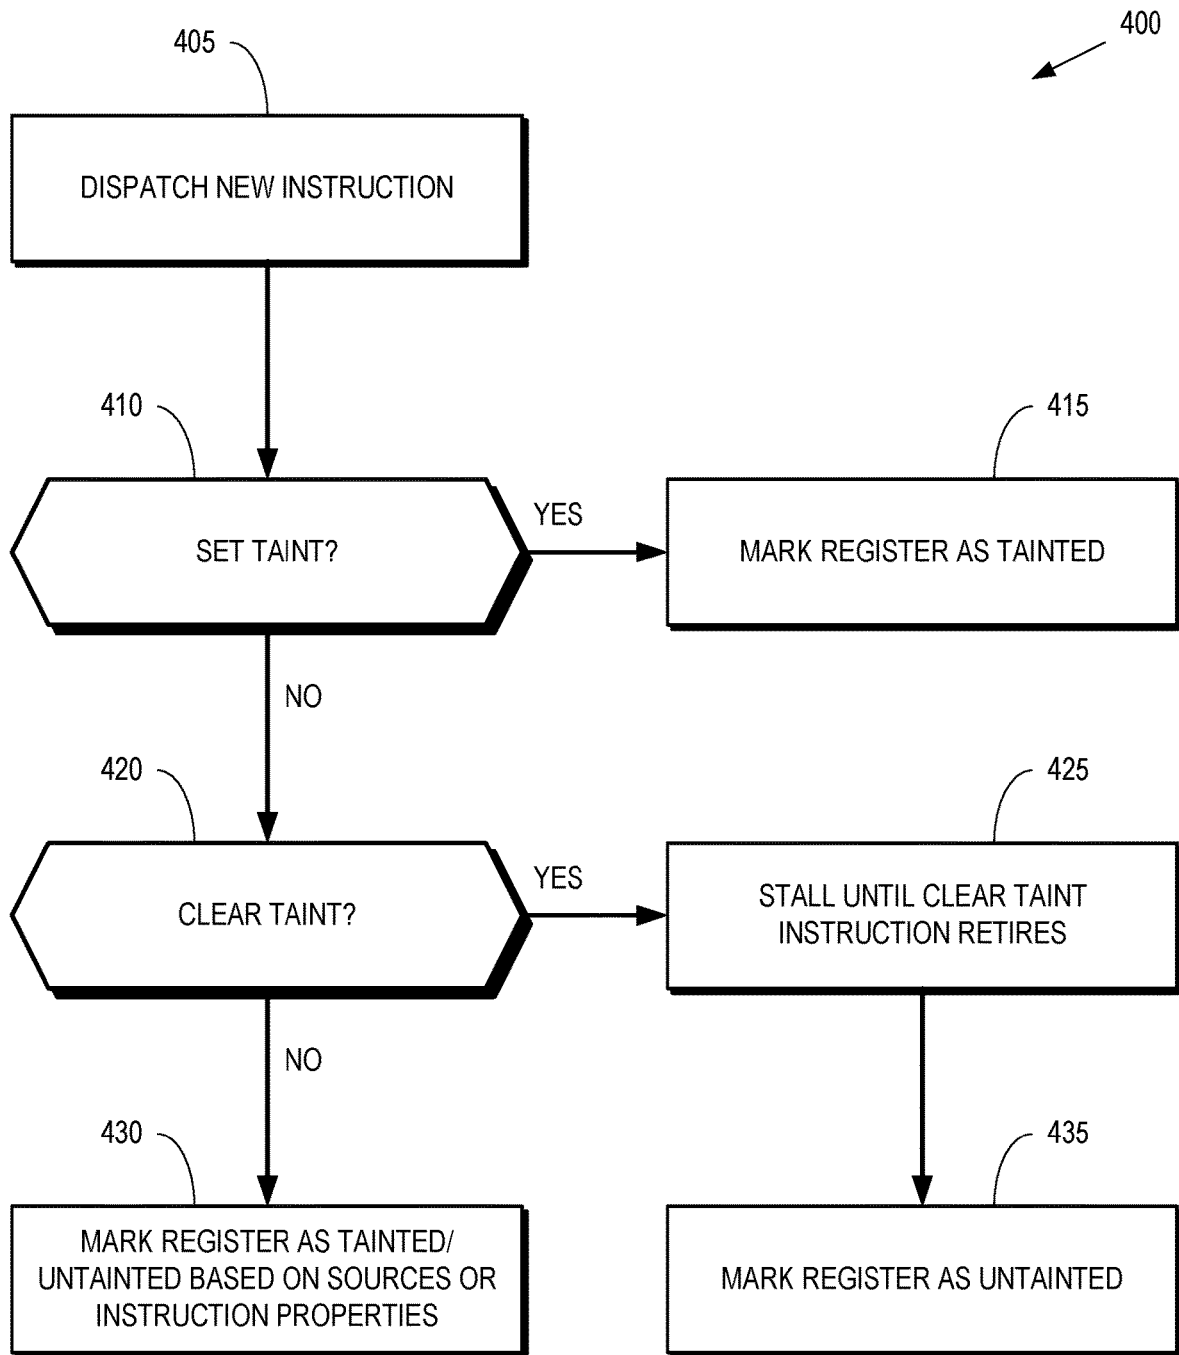 400
405
DISPATCH NEW INSTRUCTION
410
SET TAINT?
YES
415
MARK REGISTER AS TAINTED
NO
420
CLEAR TAINT?
YES
425
STALL UNTIL CLEAR TAINT
INSTRUCTION RETIRES
NO
430
MARK REGISTER AS TAINTED/
UNTAINTED BASED ON SOURCES OR
INSTRUCTION PROPERTIES
435
MARK REGISTER AS UNTAINTED